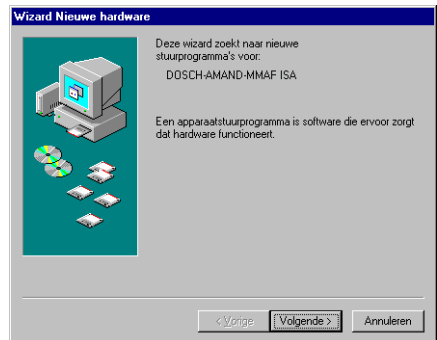 Wizard Nieuwe hardware
Deze wizard zoekt naar nieuwe
stuurprogramma's voor:
DOSCH-AMAND-MMAF ISA
Een apparaatstuurprogramma is software die ervoor zorgt
dat hardware functioneert.
< Vorige
Volgende >
Annuleren